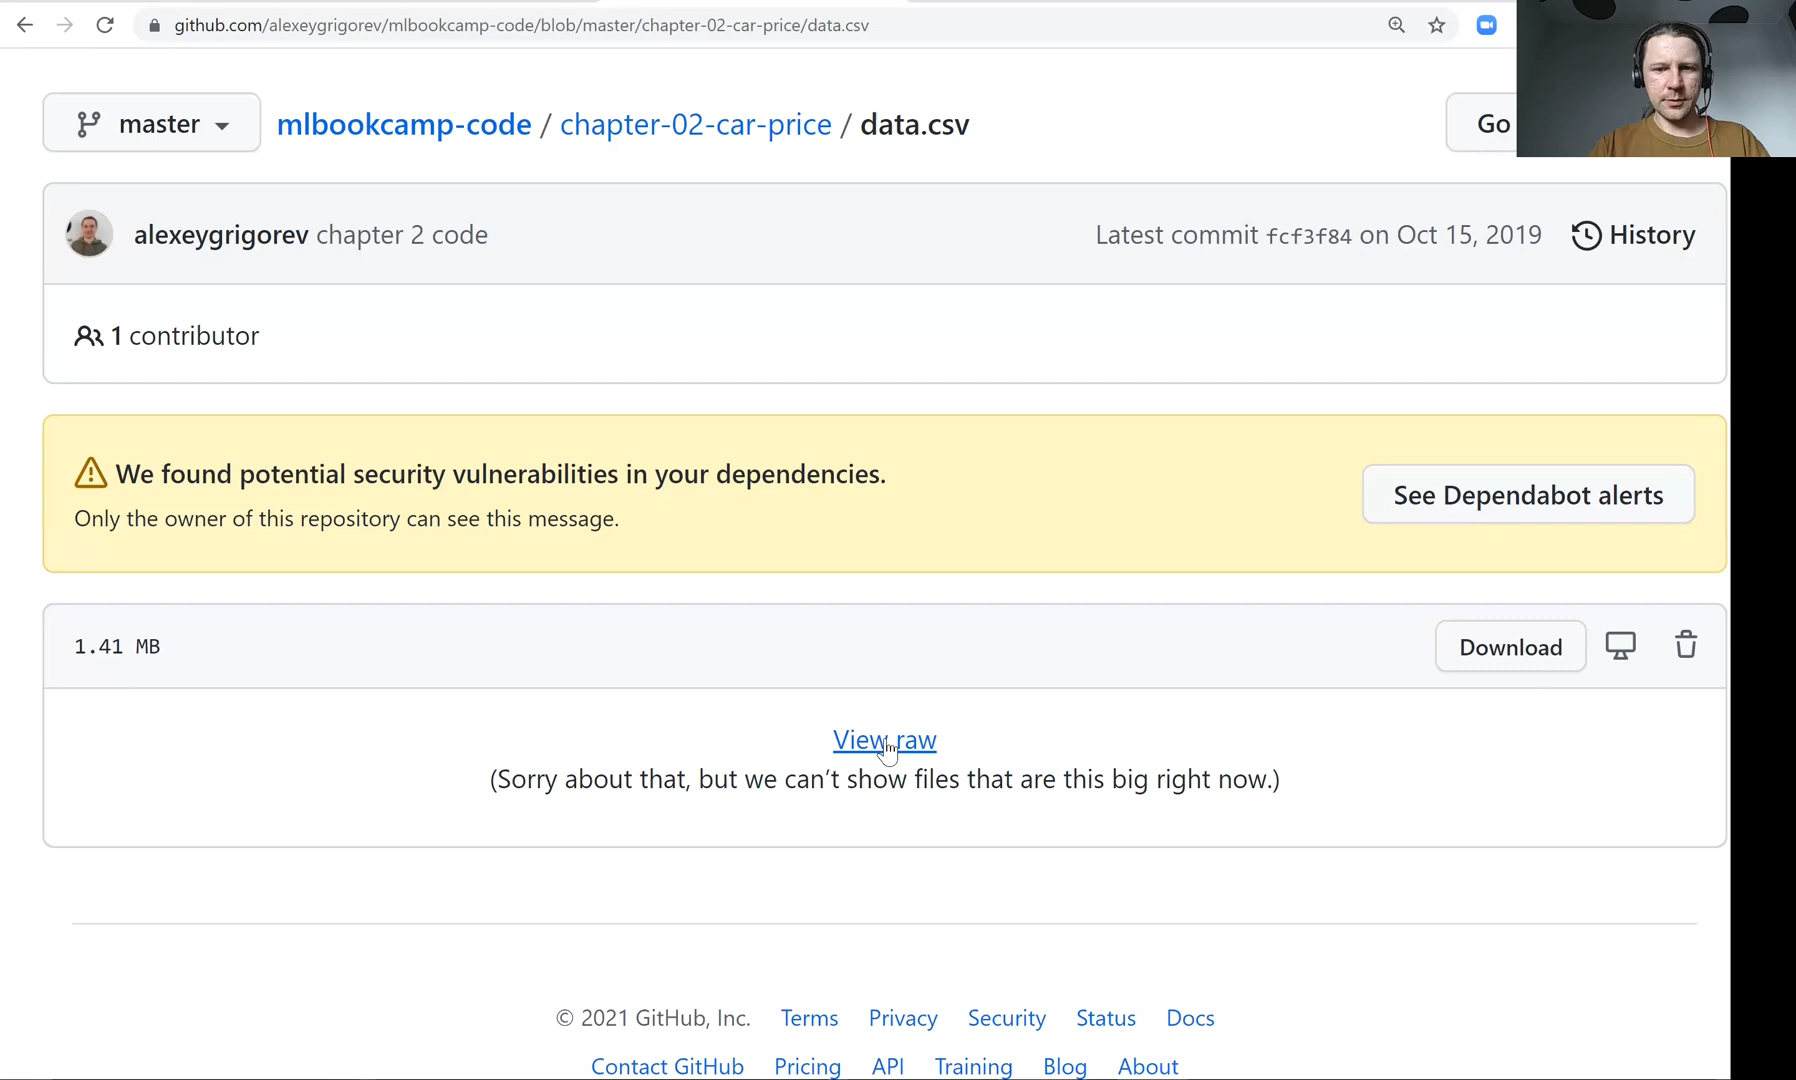 github.com/alexeygrigorev/mlbookcamp-code/blob/master/chapter-02-car-price/data.csv
master mlbookcamp-code / chapter-02-car-price / data.csv Go
alexeygrigorev chapter 2 code Latest commit fcf3f84 on Oct 15, 2019 History
1 contributor
We found potential security vulnerabilities in your dependencies.
Only the owner of this repository can see this message.
See Dependabot alerts
1.41 MB Download
View raw
(Sorry about that, but we can’t show files that are this big right now.)
© 2021 GitHub, Inc. Terms Privacy Security Status Docs
Contact GitHub Pricing API Training Blog About